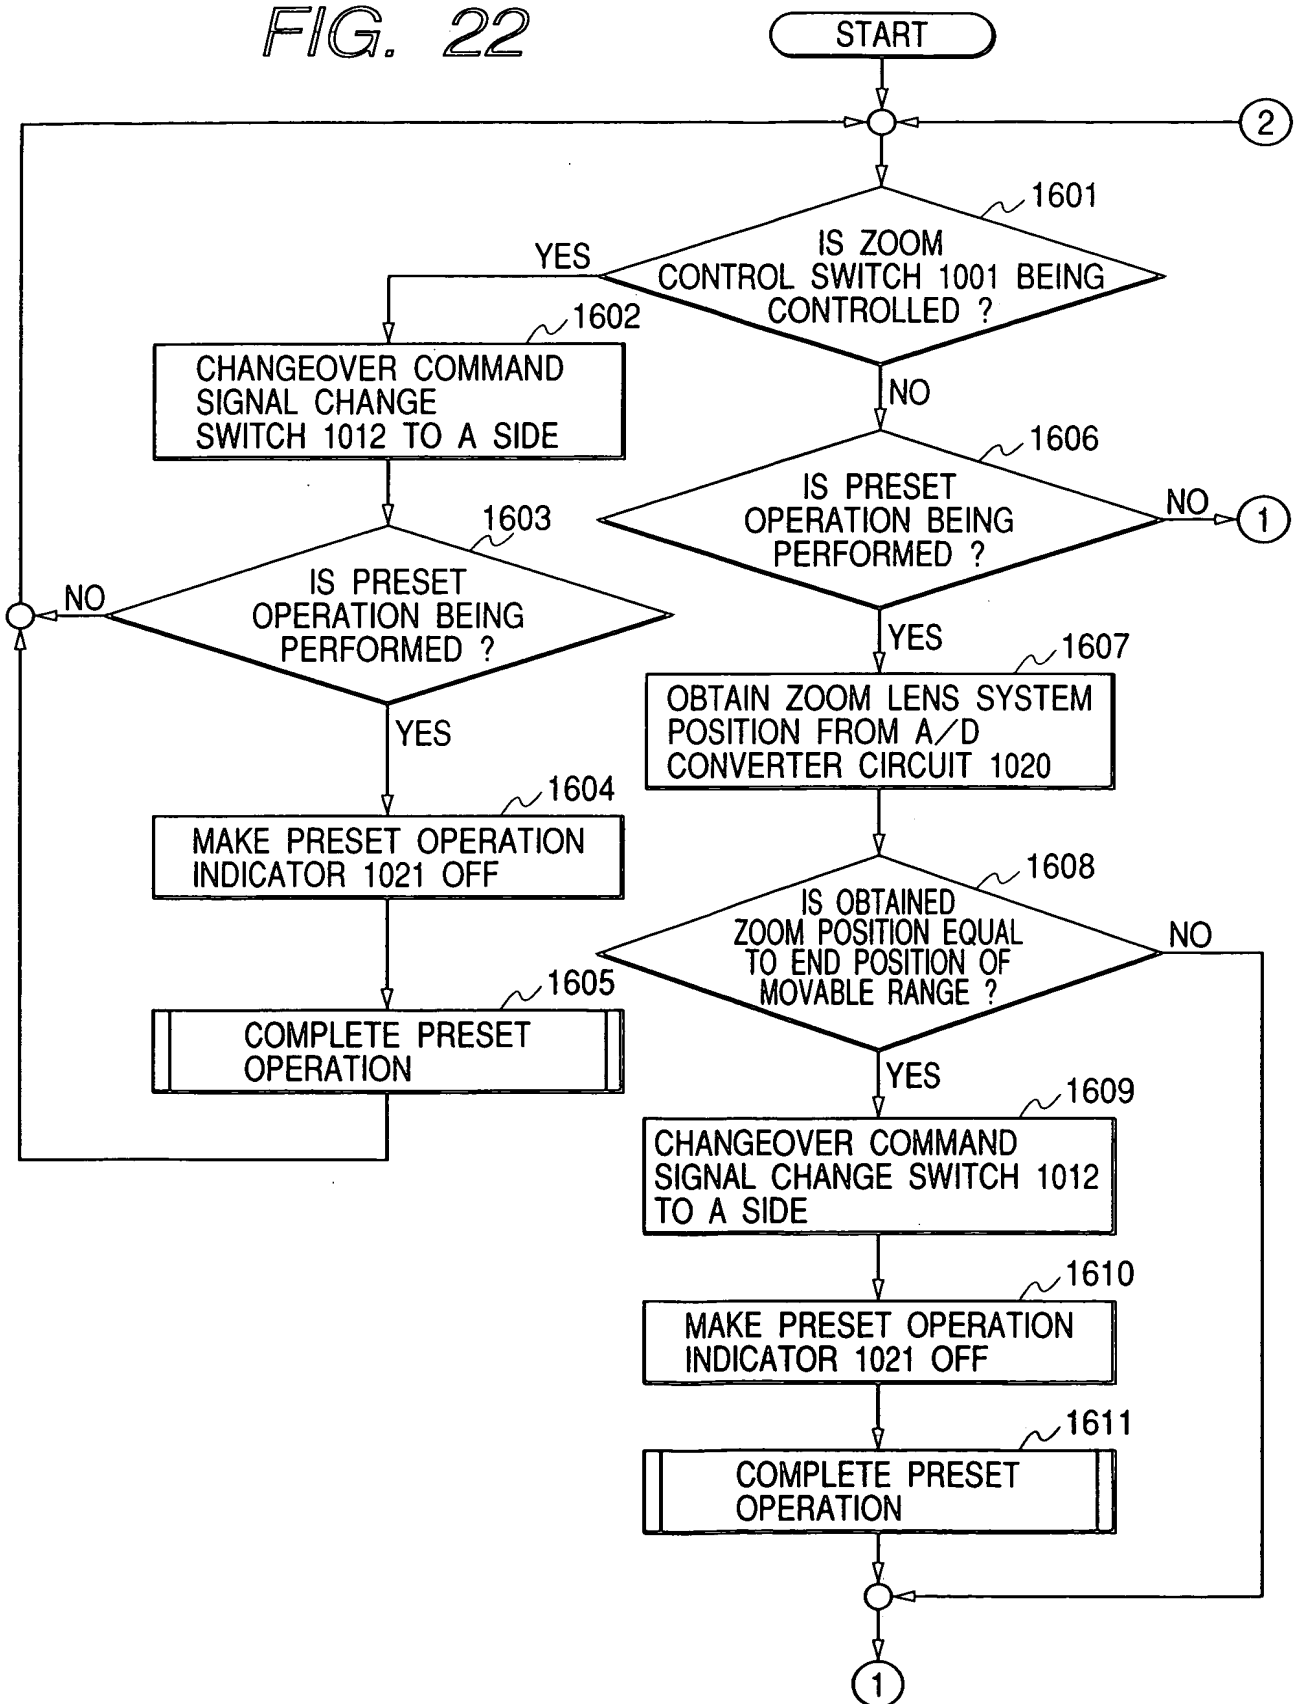 FIG. 22
START
2
1601
IS ZOOM
CONTROL SWITCH 1001 BEING
CONTROLLED ?
YES
NO
1602
CHANGEOVER COMMAND
SIGNAL CHANGE
SWITCH 1012 TO A SIDE
1603
IS PRESET
OPERATION BEING
PERFORMED ?
NO
YES
1604
MAKE PRESET OPERATION
INDICATOR 1021 OFF
1605
COMPLETE PRESET
OPERATION
1606
IS PRESET
OPERATION BEING
PERFORMED ?
NO
1
YES
1607
OBTAIN ZOOM LENS SYSTEM
POSITION FROM A/D
CONVERTER CIRCUIT 1020
1608
IS OBTAINED
ZOOM POSITION EQUAL
TO END POSITION OF
MOVABLE RANGE ?
NO
YES
1609
CHANGEOVER COMMAND
SIGNAL CHANGE SWITCH 1012
TO A SIDE
1610
MAKE PRESET OPERATION
INDICATOR 1021 OFF
1611
COMPLETE PRESET
OPERATION
1